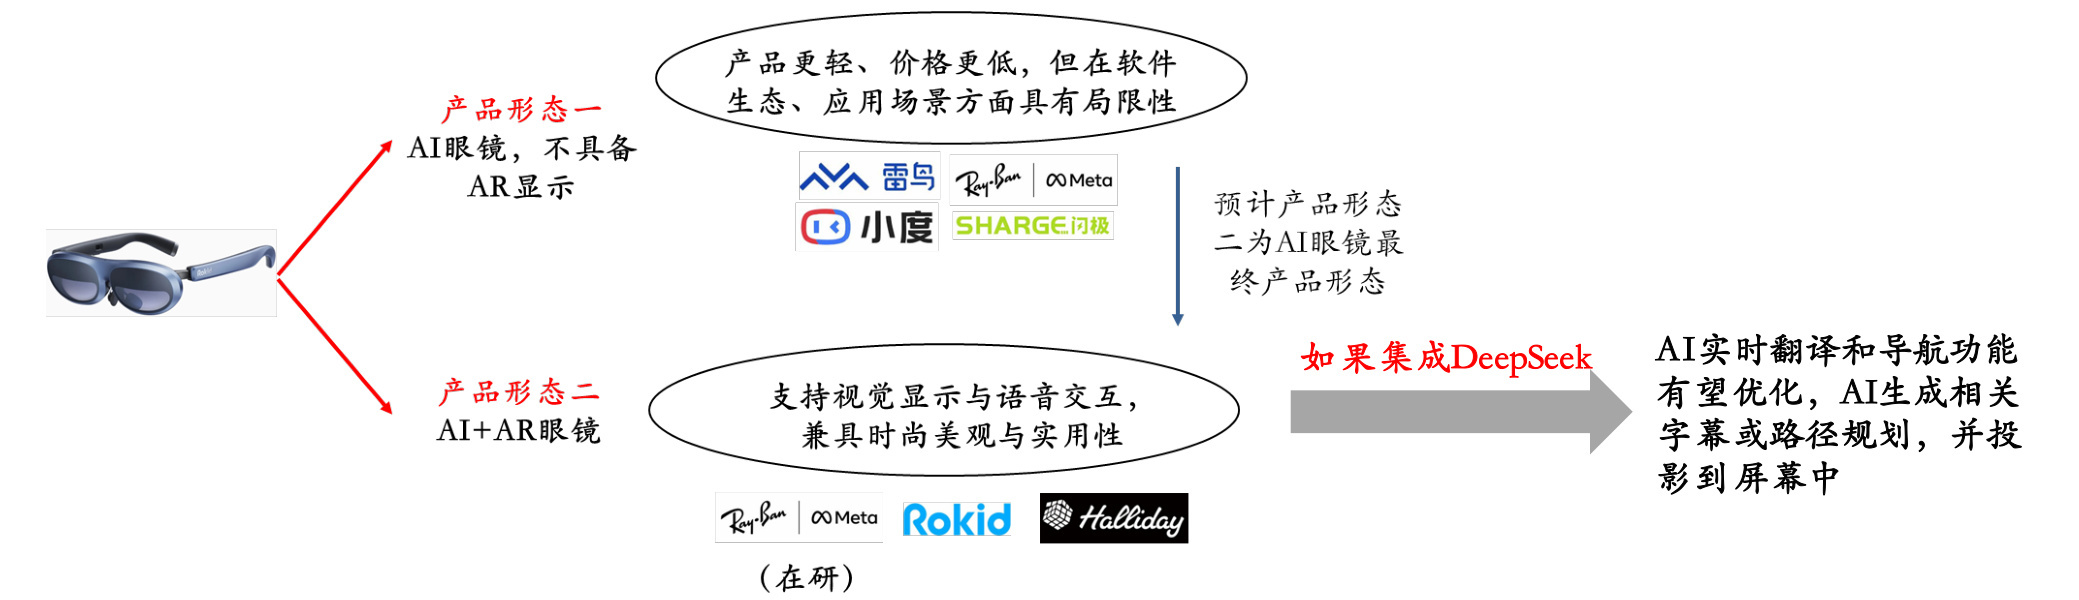 产品更轻、价格更低，但在软件
生态、应用场景方面具有局限性
产品形态一
AI眼镜，不具备
AR显示
雷鸟
Ray-Ban | ∞ Meta
小度
SHARGE闪极
预计产品形态
二为AI眼镜最
终产品形态
Rokid
产品形态二
AI+AR眼镜
支持视觉显示与语音交互，
兼具时尚美观与实用性
如果集成DeepSeek
AI实时翻译和导航功能
有望优化，AI生成相关
字幕或路径规划，并投
影到屏幕中
Ray-Ban | ∞ Meta
Rokid
Halliday
（在研）